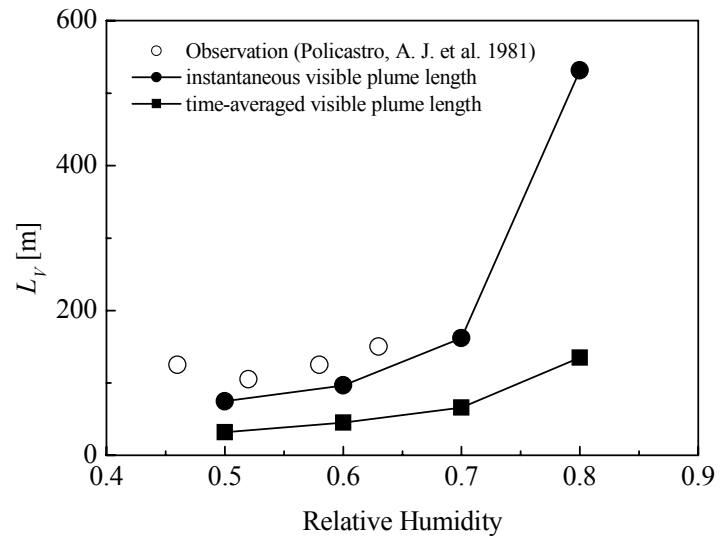 600
Observation (Policastro, A. J. et al. 1981)
instantaneous visible plume length
time-averaged visible plume length
400
L_V [m]
200
0
0.4 0.5 0.6 0.7 0.8 0.9
Relative Humidity